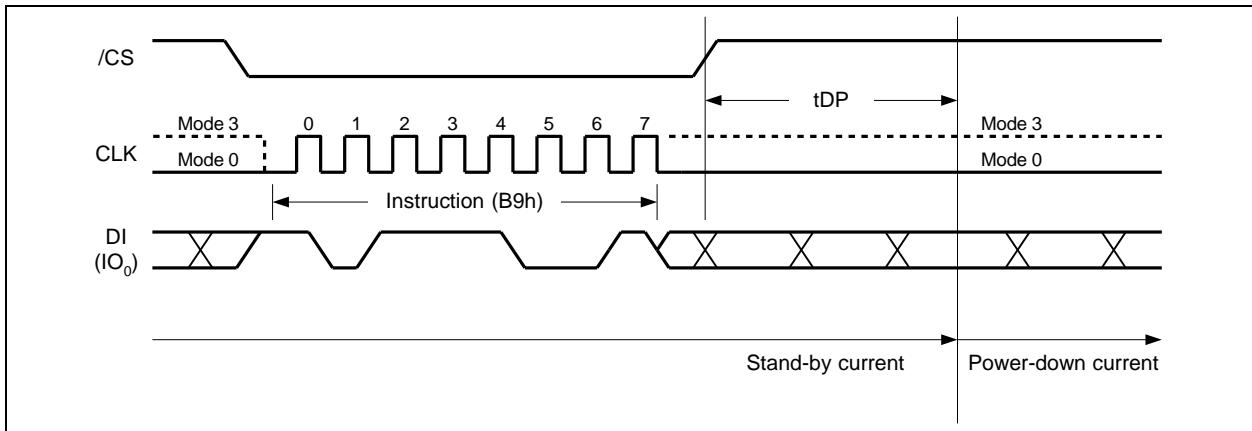 /CS
tDP
Mode 3 0 1 2 3 4 5 6 7 Mode 3
CLK Mode 0 Mode 0
Instruction (B9h)
DI
(IO₀)
Stand-by current Power-down current